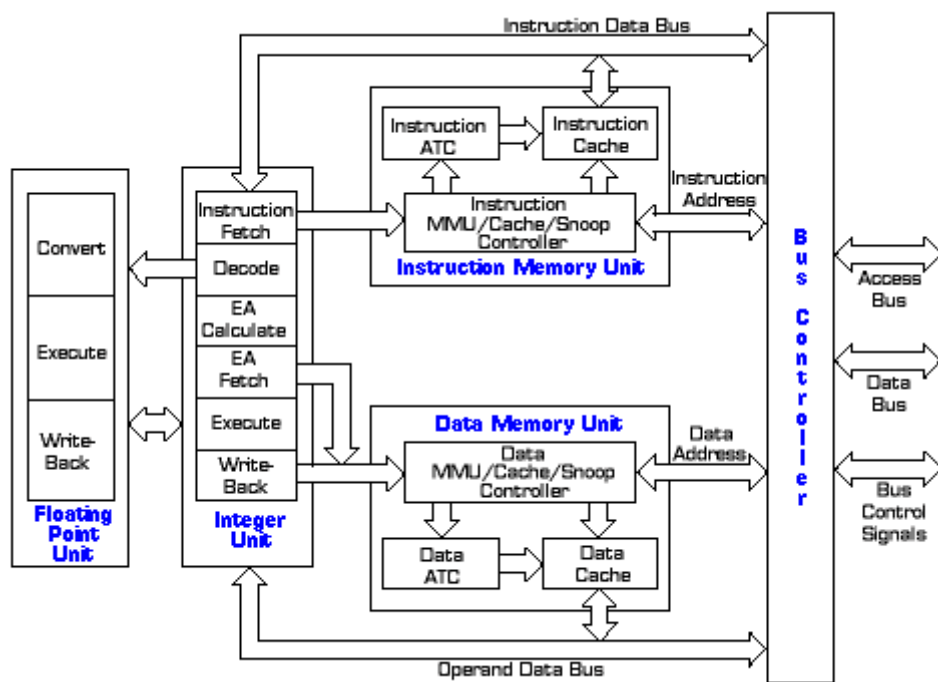 Instruction Data Bus
Instruction
ATC
Instruction
Cache
Instruction
MMU/Cache/Snoop
Controller
Instruction Memory Unit
Instruction
Address
Convert
Execute
Write-
Back
Floating
Point
Unit
Instruction
Fetch
Decode
EA
Calculate
EA
Fetch
Execute
Write-
Back
Integer
Unit
Data Memory Unit
Data
MMU/Cache/Snoop
Controller
Data
ATC
Data
Cache
Data
Address
Operand Data Bus
Bus Controller
Access
Bus
Data
Bus
Bus
Control
Signals